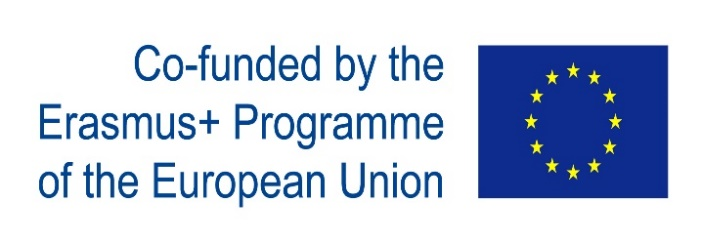 Co-funded by the
Erasmus+ Programme
of the European Union